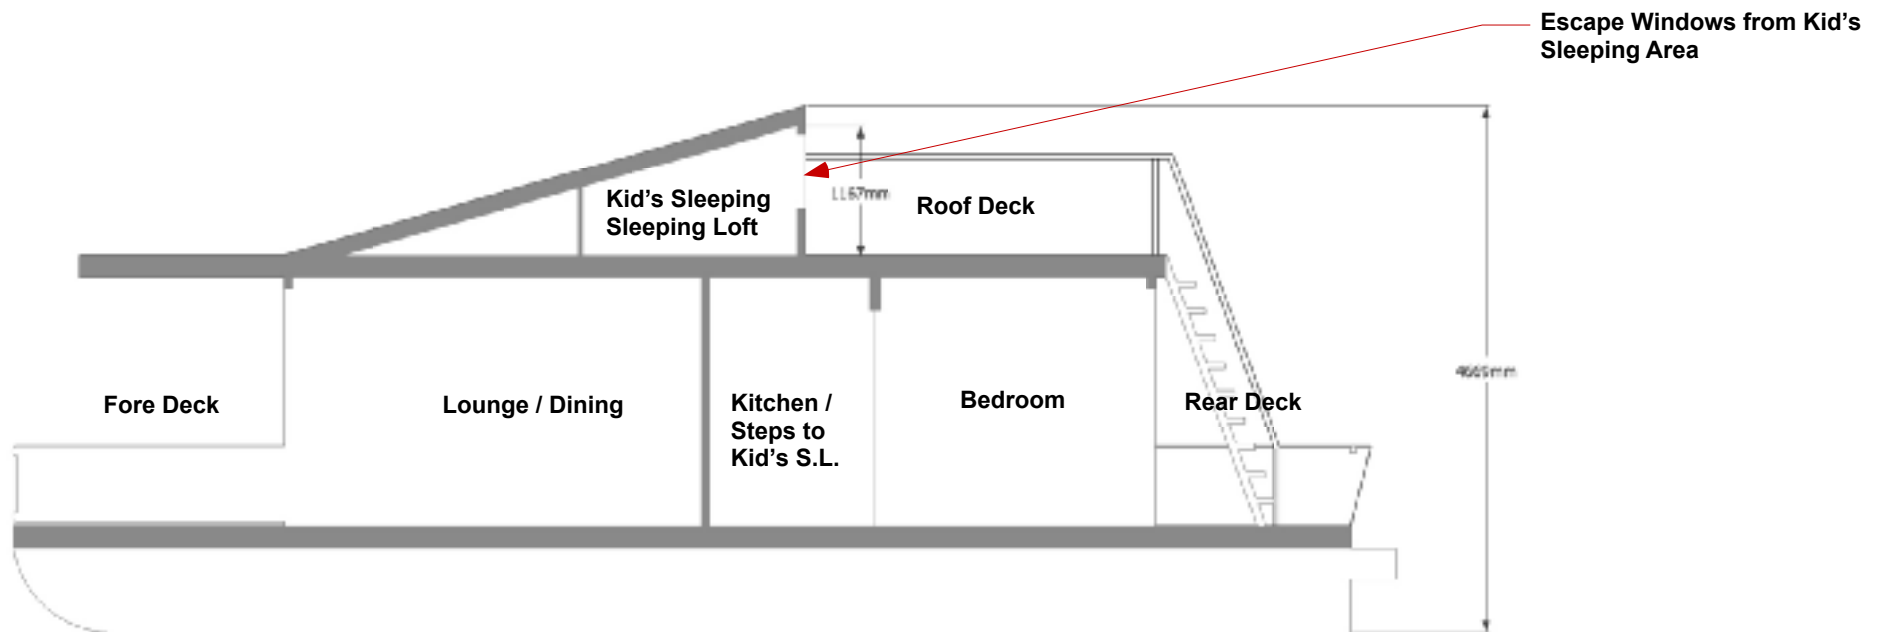 Escape Windows from Kid's
Sleeping Area
Kid's Sleeping
Sleeping Loft
Roof Deck
Fore Deck
Lounge / Dining
Kitchen /
Steps to
Kid's S.L.
Bedroom
Rear Deck